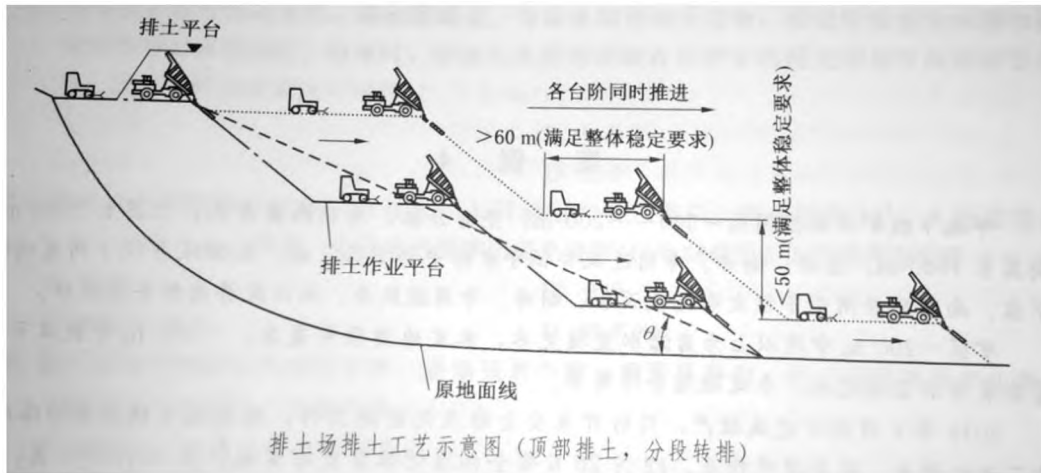 排土平台
各台阶同时推进
>60 m(满足整体稳定要求)
<50 m(满足整体稳定要求)
排土作业平台
θ
原地面线
排土场排土工艺示意图（顶部排土，分段转排）